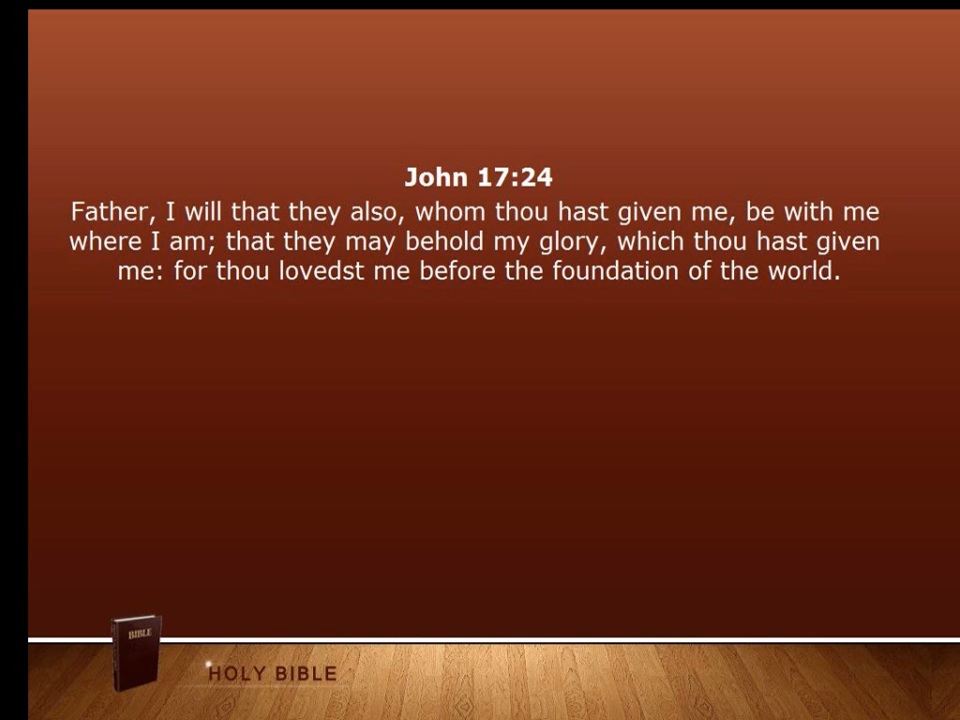 John 17:24
Father, I will that they also, whom thou hast given me, be with me
where I am; that they may behold my glory, which thou hast given
me: for thou lovedst me before the foundation of the world.
BIBLE
HOLY BIBLE